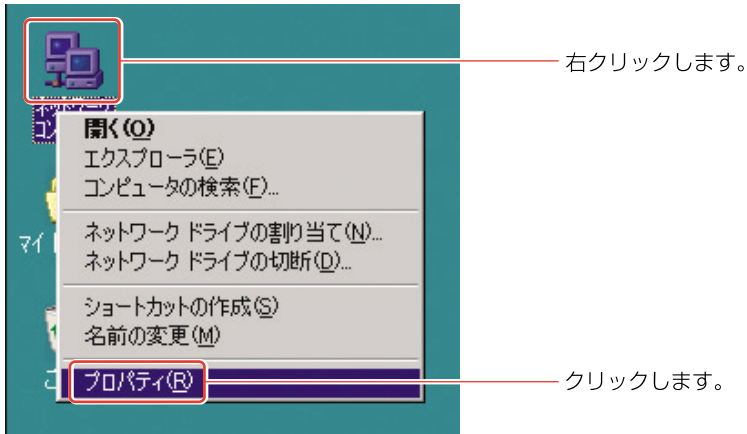 右クリックします。
開く(O)
エクスプローラ(E)
コンピュータの検索(F)...
ネットワーク ドライブの割り当て(N)...
ネットワーク ドライブの切断(D)...
ショートカットの作成(S)
名前の変更(M)
プロパティ(R)
クリックします。
マイ